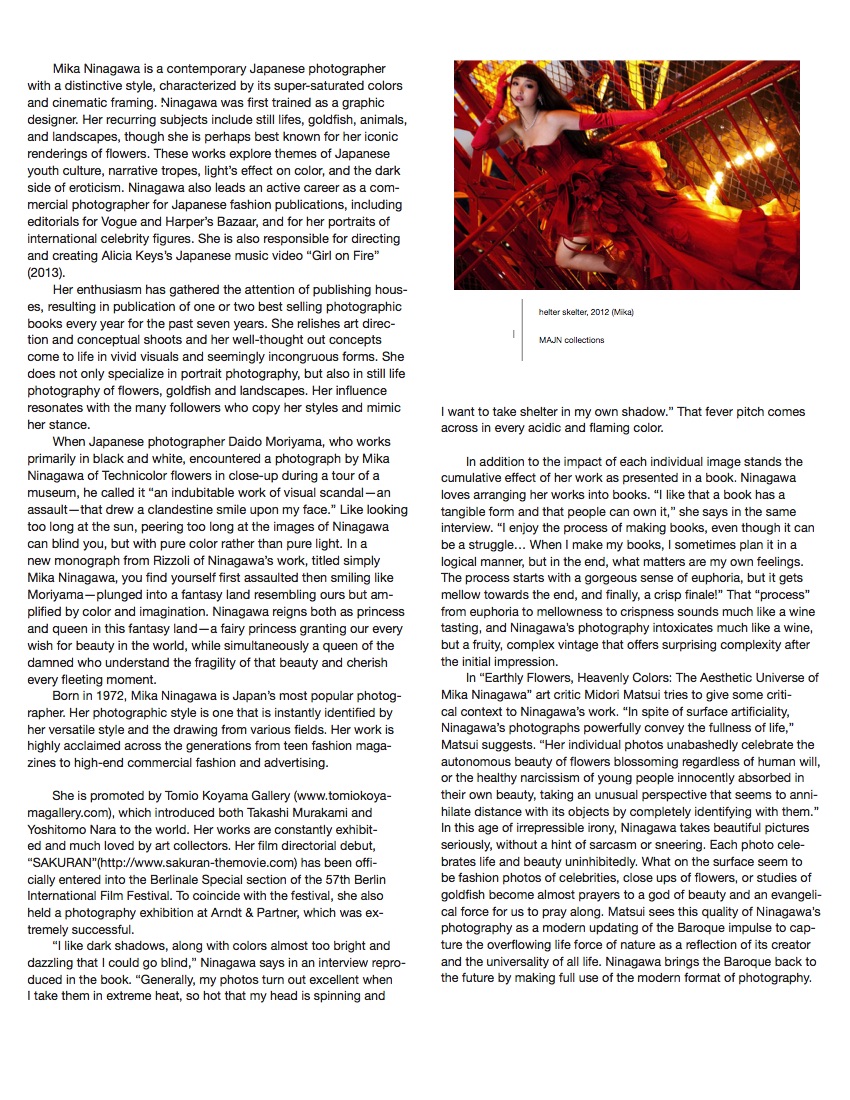 Mika Ninagawa is a contemporary Japanese photographer
with a distinctive style, characterized by its super-saturated colors
and cinematic framing. Ninagawa was first trained as a graphic
designer. Her recurring subjects include still lifes, goldfish, animals,
and landscapes, though she is perhaps best known for her iconic
renderings of flowers. These works explore themes of Japanese
youth culture, narrative tropes, light's effect on color, and the dark
side of eroticism. Ninagawa also leads an active career as a com-
mercial photographer for Japanese fashion publications, including
editorials for Vogue and Harper's Bazaar, and for her portraits of
international celebrity figures. She is also responsible for directing
and creating Alicia Keys's Japanese music video “Girl on Fire”
(2013).
Her enthusiasm has gathered the attention of publishing hous-
es, resulting in publication of one or two best selling photographic
books every year for the past seven years. She relishes art direc-
tion and conceptual shoots and her well-thought out concepts
come to life in vivid visuals and seemingly incongruous forms. She
does not only specialize in portrait photography, but also in still life
photography of flowers, goldfish and landscapes. Her influence
resonates with the many followers who copy her styles and mimic
her stance.
When Japanese photographer Daido Moriyama, who works
primarily in black and white, encountered a photograph by Mika
Ninagawa of Technicolor flowers in close-up during a tour of a
museum, he called it “an indubitable work of visual scandal—an
assault—that drew a clandestine smile upon my face.” Like looking
too long at the sun, peering too long at the images of Ninagawa
can blind you, but with pure color rather than pure light. In a
new monograph from Rizzoli of Ninagawa's work, titled simply
Mika Ninagawa, you find yourself first assaulted then smiling like
Moriyama—plunged into a fantasy land resembling ours but am-
plified by color and imagination. Ninagawa reigns both as princess
and queen in this fantasy land—a fairy princess granting our every
wish for beauty in the world, while simultaneously a queen of the
damned who understand the fragility of that beauty and cherish
every fleeting moment.
Born in 1972, Mika Ninagawa is Japan's most popular photog-
rapher. Her photographic style is one that is instantly identified by
her versatile style and the drawing from various fields. Her work is
highly acclaimed across the generations from teen fashion maga-
zines to high-end commercial fashion and advertising.
She is promoted by Tomio Koyama Gallery (www.tomiokoya-
magallery.com), which introduced both Takashi Murakami and
Yoshitomo Nara to the world. Her works are constantly exhibit-
ed and much loved by art collectors. Her film directorial debut,
“SAKURAN”(http://www.sakuran-themovie.com) has been offi-
cially entered into the Berlinale Special section of the 57th Berlin
International Film Festival. To coincide with the festival, she also
held a photography exhibition at Arndt & Partner, which was ex-
tremely successful.
“I like dark shadows, along with colors almost too bright and
dazzling that I could go blind,” Ninagawa says in an interview repro-
duced in the book. “Generally, my photos turn out excellent when
I take them in extreme heat, so hot that my head is spinning and
helter skelter, 2012 (Mika)
MAJN collections
I want to take shelter in my own shadow.” That fever pitch comes
across in every acidic and flaming color.
In addition to the impact of each individual image stands the
cumulative effect of her work as presented in a book. Ninagawa
loves arranging her works into books. “I like that a book has a
tangible form and that people can own it,” she says in the same
interview. “I enjoy the process of making books, even though it can
be a struggle… When I make my books, I sometimes plan it in a
logical manner, but in the end, what matters are my own feelings.
The process starts with a gorgeous sense of euphoria, but it gets
mellow towards the end, and finally, a crisp finale!” That “process”
from euphoria to mellowness to crispness sounds much like a wine
tasting, and Ninagawa's photography intoxicates much like a wine,
but a fruity, complex vintage that offers surprising complexity after
the initial impression.
In “Earthly Flowers, Heavenly Colors: The Aesthetic Universe of
Mika Ninagawa” art critic Midori Matsui tries to give some criti-
cal context to Ninagawa's work. “In spite of surface artificiality,
Ninagawa's photographs powerfully convey the fullness of life,”
Matsui suggests. “Her individual photos unabashedly celebrate the
autonomous beauty of flowers blossoming regardless of human will,
or the healthy narcissism of young people innocently absorbed in
their own beauty, taking an unusual perspective that seems to anni-
hilate distance with its objects by completely identifying with them.”
In this age of irrepressible irony, Ninagawa takes beautiful pictures
seriously, without a hint of sarcasm or sneering. Each photo cele-
brates life and beauty uninhibitedly. What on the surface seem to
be fashion photos of celebrities, close ups of flowers, or studies of
goldfish become almost prayers to a god of beauty and an evangeli-
cal force for us to pray along. Matsui sees this quality of Ninagawa's
photography as a modern updating of the Baroque impulse to cap-
ture the overflowing life force of nature as a reflection of its creator
and the universality of all life. Ninagawa brings the Baroque back to
the future by making full use of the modern format of photography.